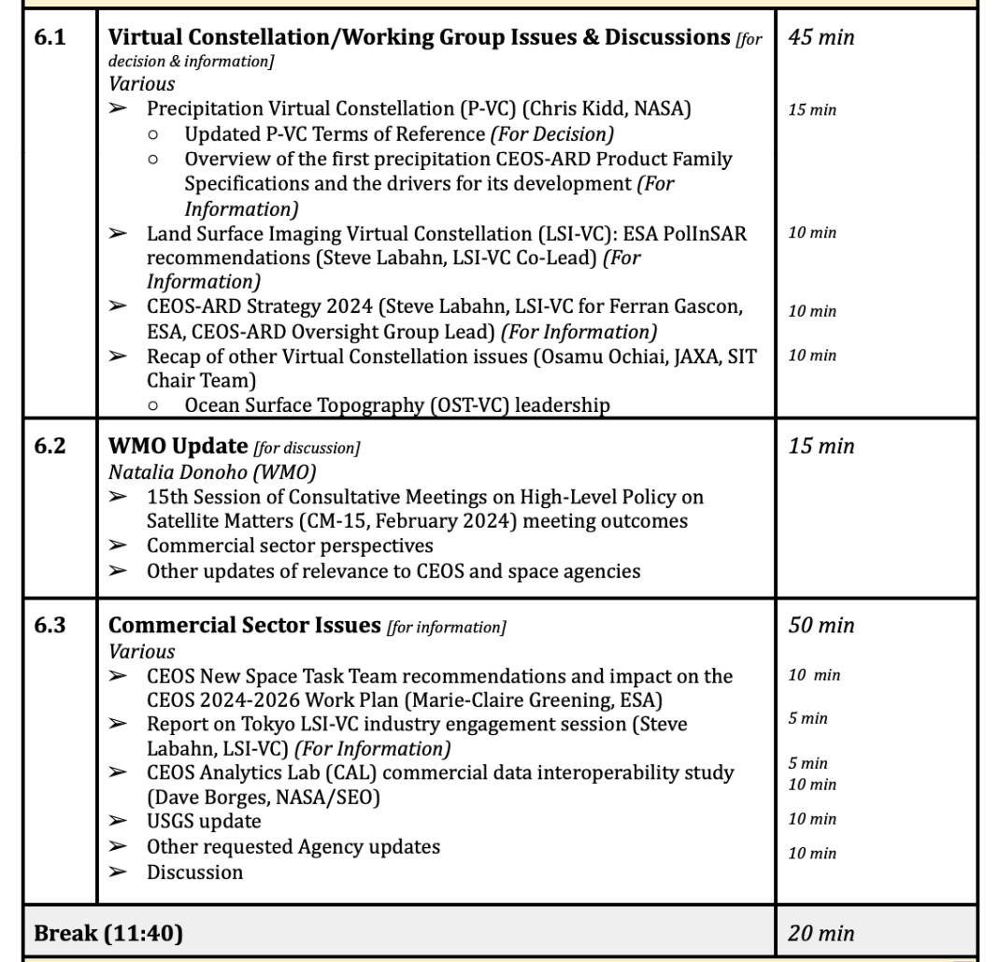 6.1 Virtual Constellation/Working Group Issues & Discussions [for 45 min
decision & information]
Various
➢ Precipitation Virtual Constellation (P-VC) (Chris Kidd, NASA) 15 min
○ Updated P-VC Terms of Reference (For Decision)
○ Overview of the first precipitation CEOS-ARD Product Family
Specifications and the drivers for its development (For
Information)
➢ Land Surface Imaging Virtual Constellation (LSI-VC): ESA PolInSAR 10 min
recommendations (Steve Labahn, LSI-VC Co-Lead) (For
Information)
➢ CEOS-ARD Strategy 2024 (Steve Labahn, LSI-VC for Ferran Gascon, 10 min
ESA, CEOS-ARD Oversight Group Lead) (For Information)
➢ Recap of other Virtual Constellation issues (Osamu Ochiai, JAXA, SIT 10 min
Chair Team)
○ Ocean Surface Topography (OST-VC) leadership
6.2 WMO Update [for discussion] 15 min
Natalia Donoho (WMO)
➢ 15th Session of Consultative Meetings on High-Level Policy on
Satellite Matters (CM-15, February 2024) meeting outcomes
➢ Commercial sector perspectives
➢ Other updates of relevance to CEOS and space agencies
6.3 Commercial Sector Issues [for information] 50 min
Various
➢ CEOS New Space Task Team recommendations and impact on the 10 min
CEOS 2024-2026 Work Plan (Marie-Claire Greening, ESA)
➢ Report on Tokyo LSI-VC industry engagement session (Steve 5 min
Labahn, LSI-VC) (For Information)
➢ CEOS Analytics Lab (CAL) commercial data interoperability study 5 min
(Dave Borges, NASA/SEO) 10 min
➢ USGS update 10 min
➢ Other requested Agency updates 10 min
➢ Discussion
Break (11:40) 20 min